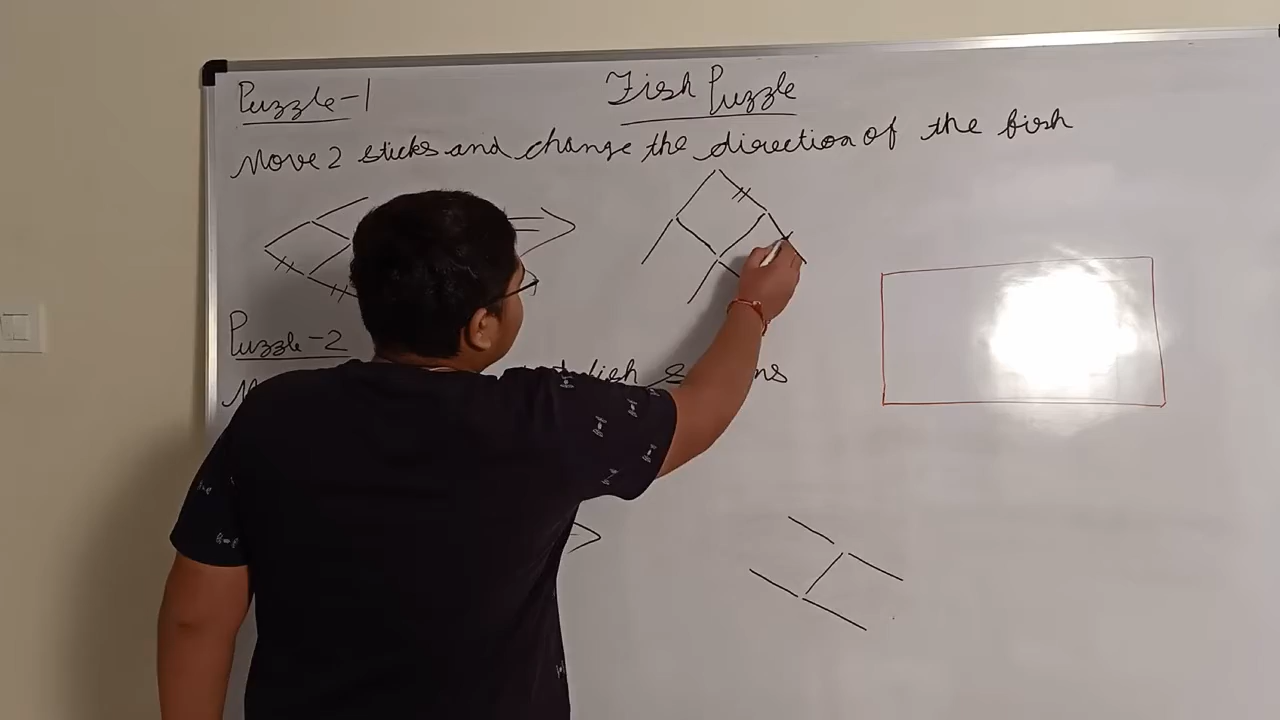 Puzzle-1
Fish Puzzle
Move 2 sticks and change the direction of the fish
Puzzle-2